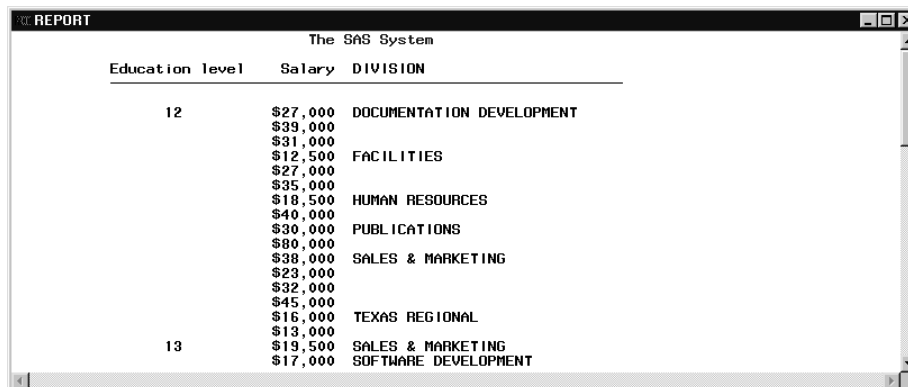 REPORT
The SAS System
Education level Salary DIVISION
12 $27,000 DOCUMENTATION DEVELOPMENT
$39,000
$31,000
$12,500 FACILITIES
$27,000
$35,000
$18,500 HUMAN RESOURCES
$40,000
$30,000 PUBLICATIONS
$80,000
$38,000 SALES & MARKETING
$23,000
$32,000
$45,000
$16,000 TEXAS REGIONAL
$13,000
13 $19,500 SALES & MARKETING
$17,000 SOFTWARE DEVELOPMENT